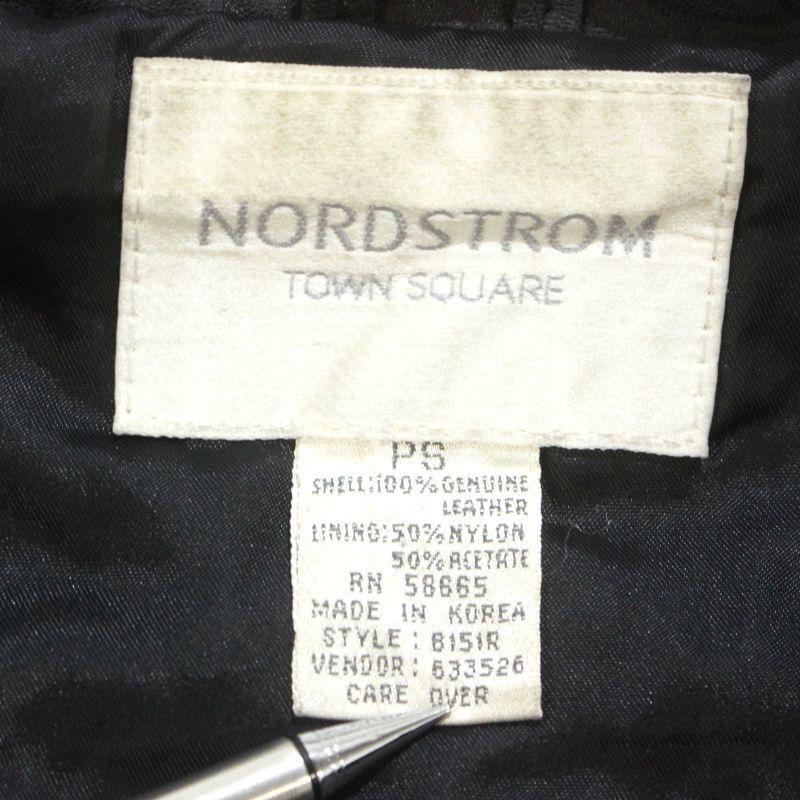 NORDSTROM
TOWN SQUARE
PS
SHELL:100% GENUINE
LEATHER
LINING:50% NYLON
50% ACETATE
RN 58665
MADE IN KOREA
STYLE : 8151R
VENDOR: 633526
CARE OVER